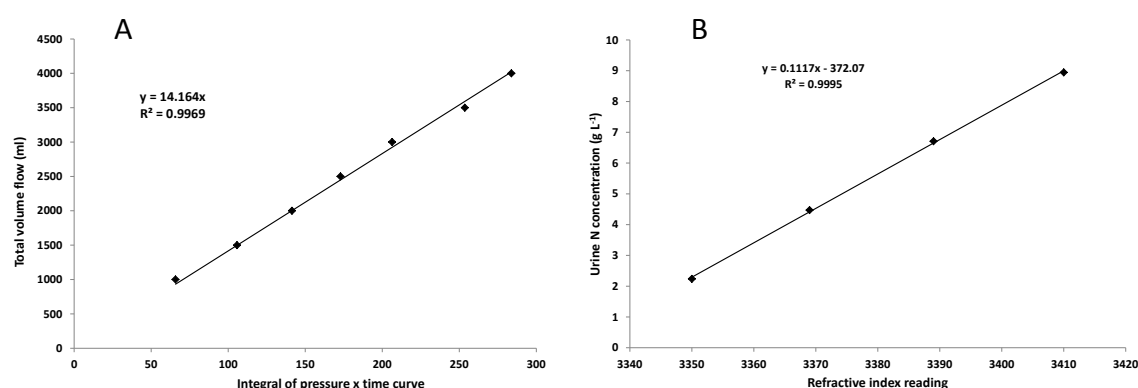 A
4500
4000
3500
3000
2500
2000
1500
1000
500
0
Total volume flow (ml)
y = 14.164x
R² = 0.9969
0 50 100 150 200 250 300
Integral of pressure x time curve
B
10
9
8
7
6
5
4
3
2
1
0
Urine N concentration (g L⁻¹)
y = 0.1117x - 372.07
R² = 0.9995
3340 3350 3360 3370 3380 3390 3400 3410 3420
Refractive index reading